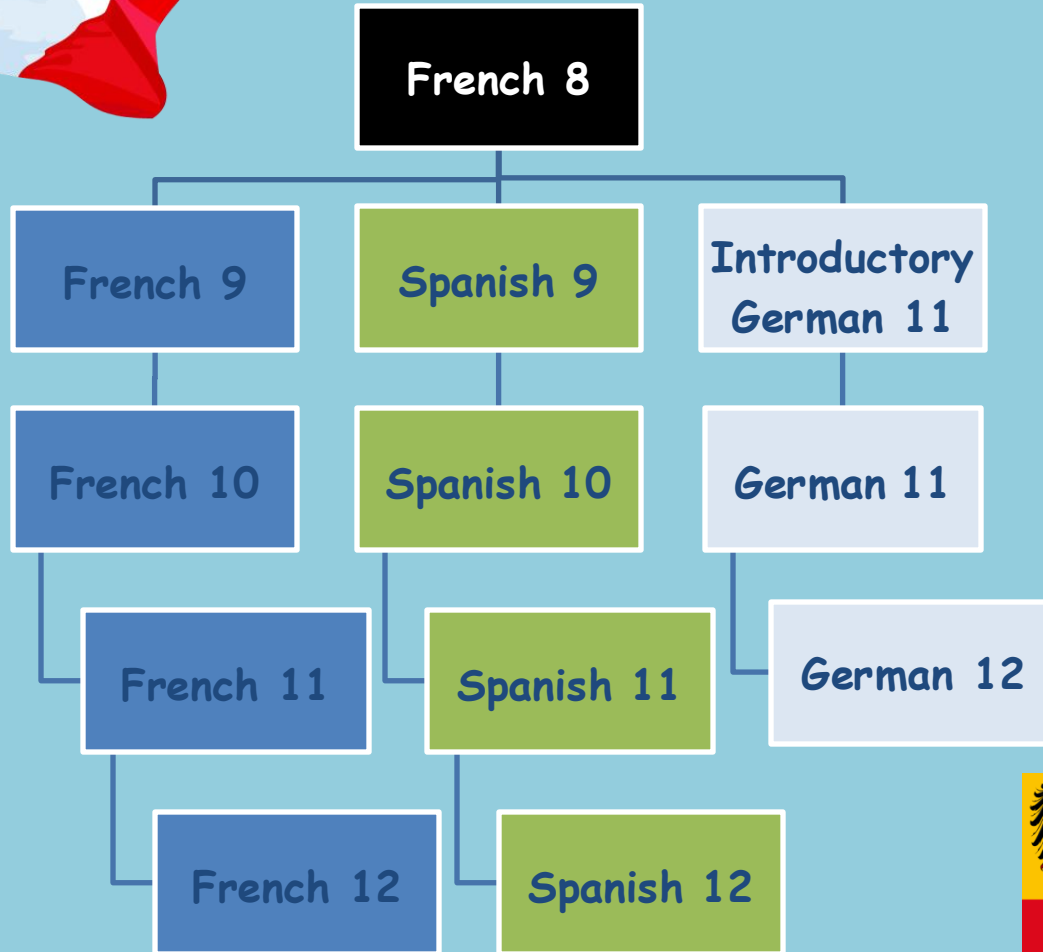 French 8
French 9
Spanish 9
Introductory
German 11
French 10
Spanish 10
German 11
French 11
Spanish 11
German 12
French 12
Spanish 12